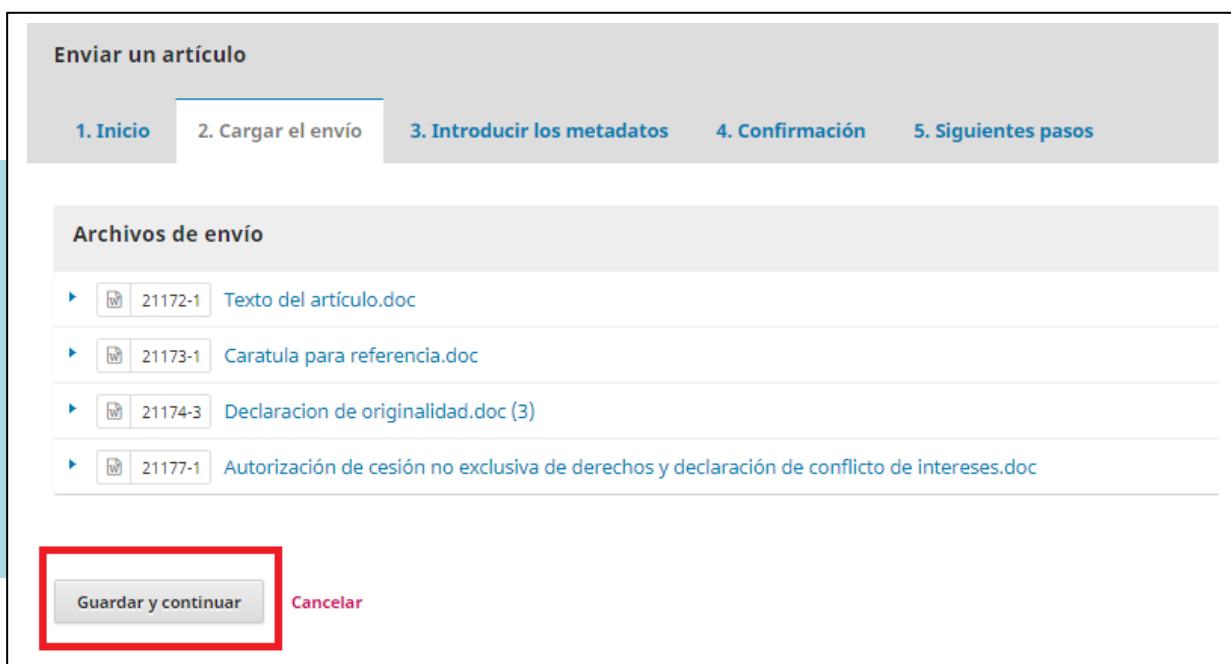 Enviar un artículo
1. Inicio 2. Cargar el envío 3. Introducir los metadatos 4. Confirmación 5. Siguientes pasos
Archivos de envío
21172-1 Texto del artículo.doc
21173-1 Caratula para referencia.doc
21174-3 Declaracion de originalidad.doc (3)
21177-1 Autorización de cesión no exclusiva de derechos y declaración de conflicto de intereses.doc
Guardar y continuar Cancelar